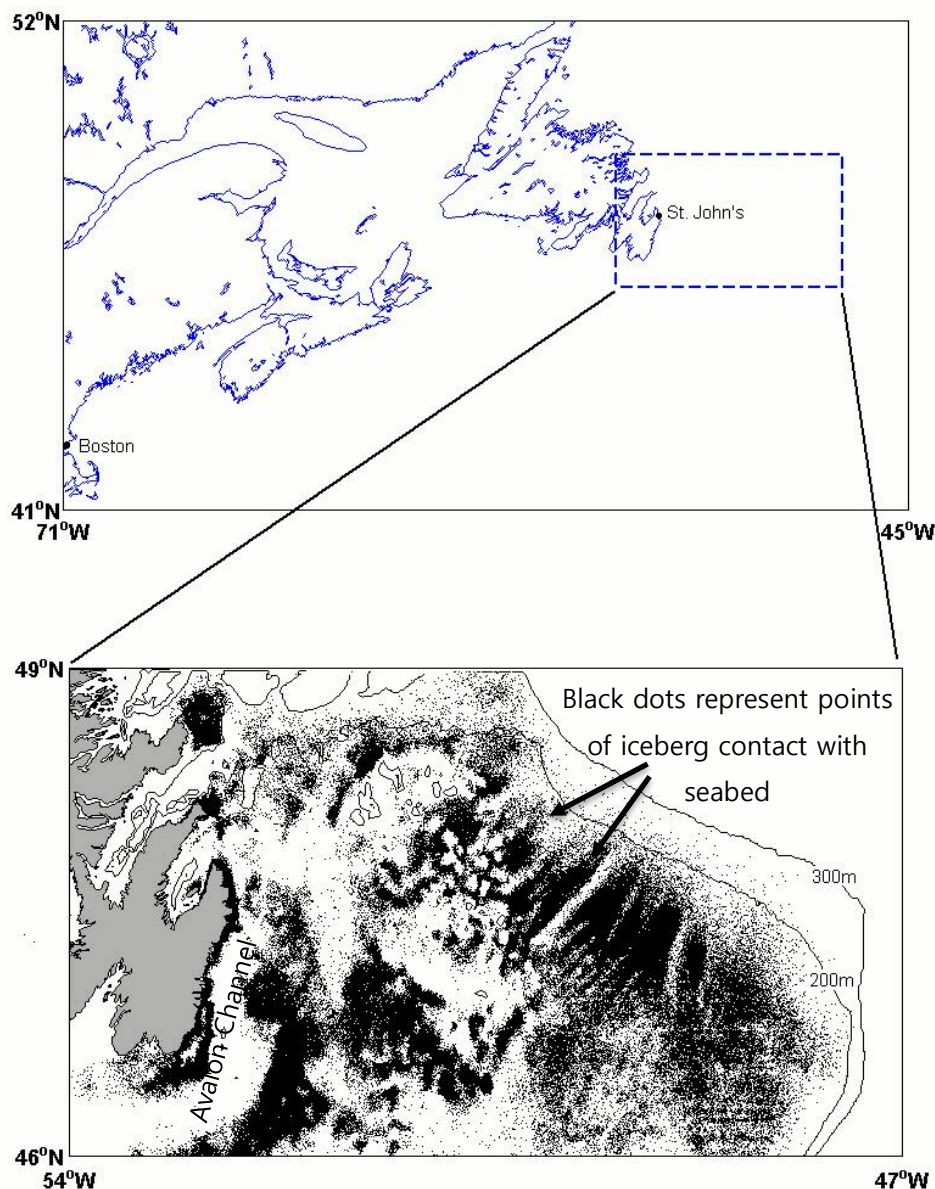 52°N
St. John's
Boston
41°N
71°W
45°W
49°N
Black dots represent points
of iceberg contact with
seabed
300m
200m
Avalon Channel
46°N
54°W
47°W